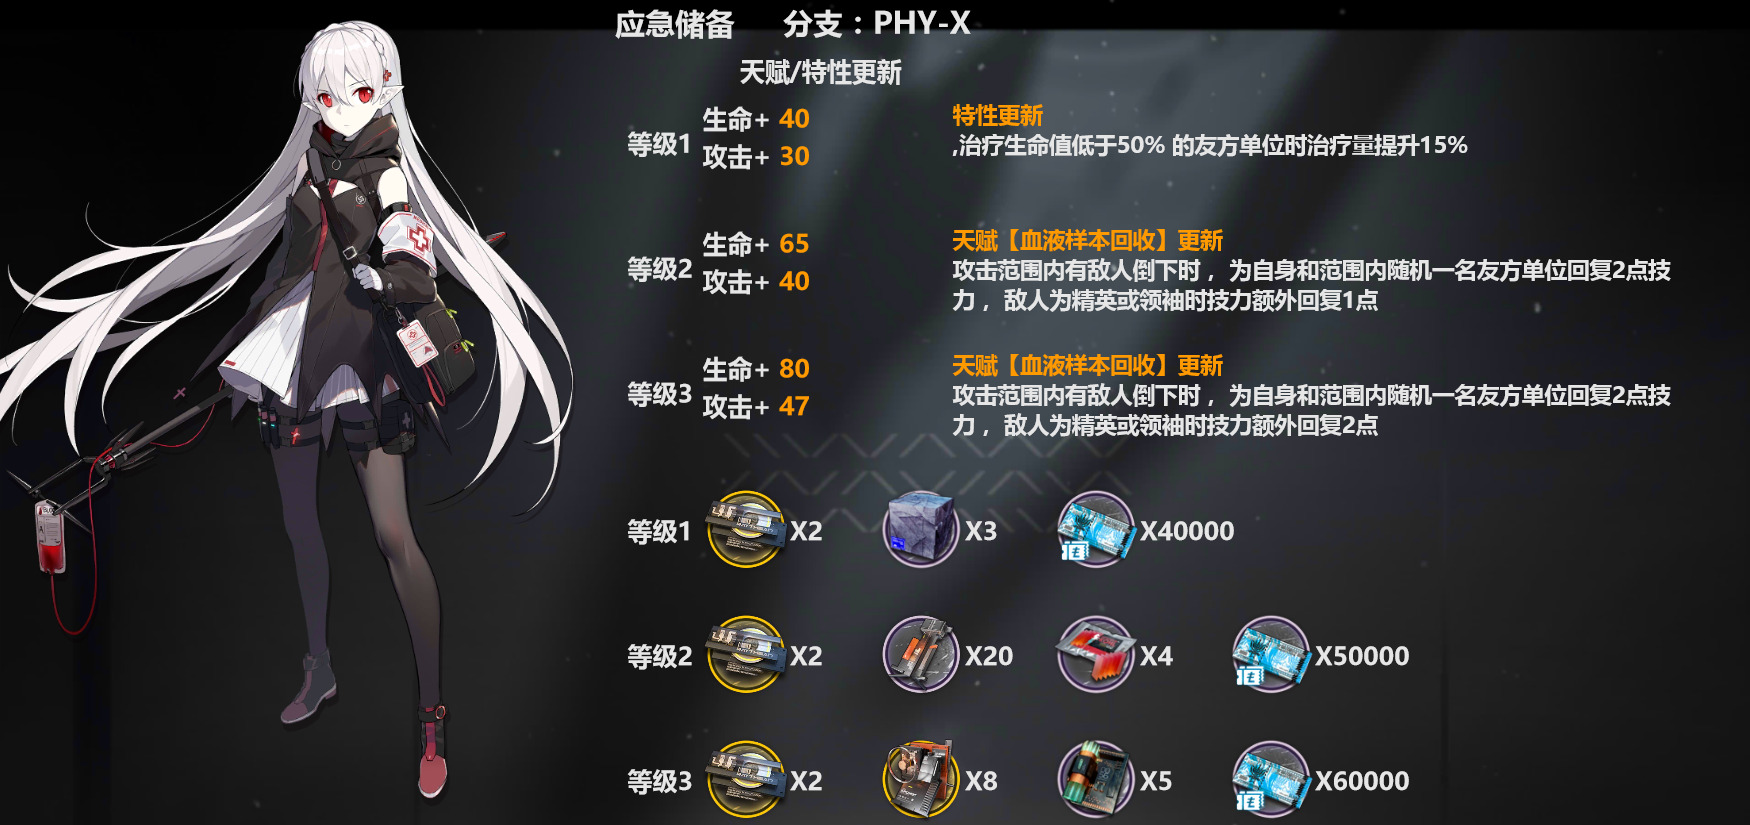 应急储备 分支：PHY-X
天赋/特性更新
等级1
生命+ 40
攻击+ 30
特性更新
,治疗生命值低于50% 的友方单位时治疗量提升15%
等级2
生命+ 65
攻击+ 40
天赋【血液样本回收】更新
攻击范围内有敌人倒下时，为自身和范围内随机一名友方单位回复2点技
力，敌人为精英或领袖时技力额外回复1点
等级3
生命+ 80
攻击+ 47
天赋【血液样本回收】更新
攻击范围内有敌人倒下时，为自身和范围内随机一名友方单位回复2点技
力，敌人为精英或领袖时技力额外回复2点
等级1 X2 X3 X40000
等级2 X2 X20 X4 X50000
等级3 X2 X8 X5 X60000